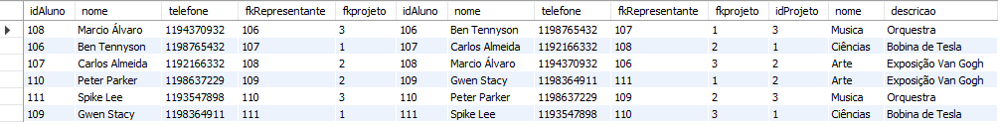 idAluno nome telefone fkRepresentante fkprojeto idAluno nome telefone fkRepresentante fkprojeto idProjeto nome descricao
108 Marcio Álvaro 1194370932 106 3 106 Ben Tennyson 1198765432 107 1 3 Musica Orquestra
106 Ben Tennyson 1198765432 107 1 107 Carlos Almeida 1192166332 108 2 1 Ciências Bobina de Tesla
107 Carlos Almeida 1192166332 108 2 108 Marcio Álvaro 1194370932 106 3 2 Arte Exposição Van Gogh
110 Peter Parker 1198637229 109 2 109 Gwen Stacy 1198364911 111 1 2 Arte Exposição Van Gogh
111 Spike Lee 1193547898 110 3 110 Peter Parker 1198637229 109 2 3 Musica Orquestra
109 Gwen Stacy 1198364911 111 1 111 Spike Lee 1193547898 110 3 1 Ciências Bobina de Tesla